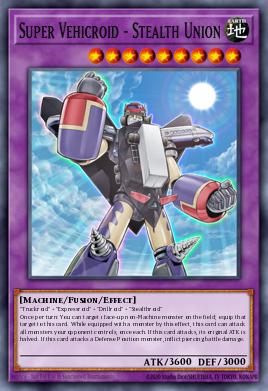 Super Vehicroid - Stealth Union
EARTH
地
[Machine/Fusion/Effect]
"Truckroid" + "Expressroid" + "Drillroid" + "Stealthroid"
Once per turn: You can target 1 face-up non-Machine monster on the field; equip that
target to this card. While equipped with a monster by this effect, this card can attack
all monsters your opponent controls, once each. If this card attacks, its original ATK is
halved. If this card attacks a Defense Position monster, inflict piercing battle damage.
ATK/3600 DEF/3000